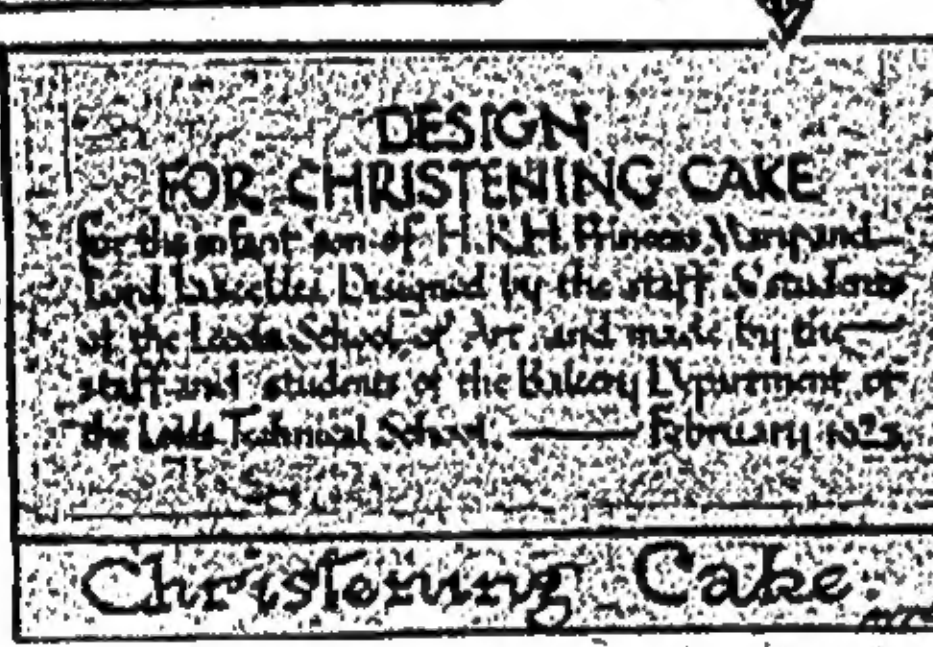 DESIGN
FOR CHRISTENING CAKE
for the infant son of H.R.H. Princess Mary and—
Lord Lascelles Designed by the staff & students
of the Leeds School of Art and made by the—
staff and students of the Bakery Department of
the Leeds Technical School. — February 1923.
Christening Cake